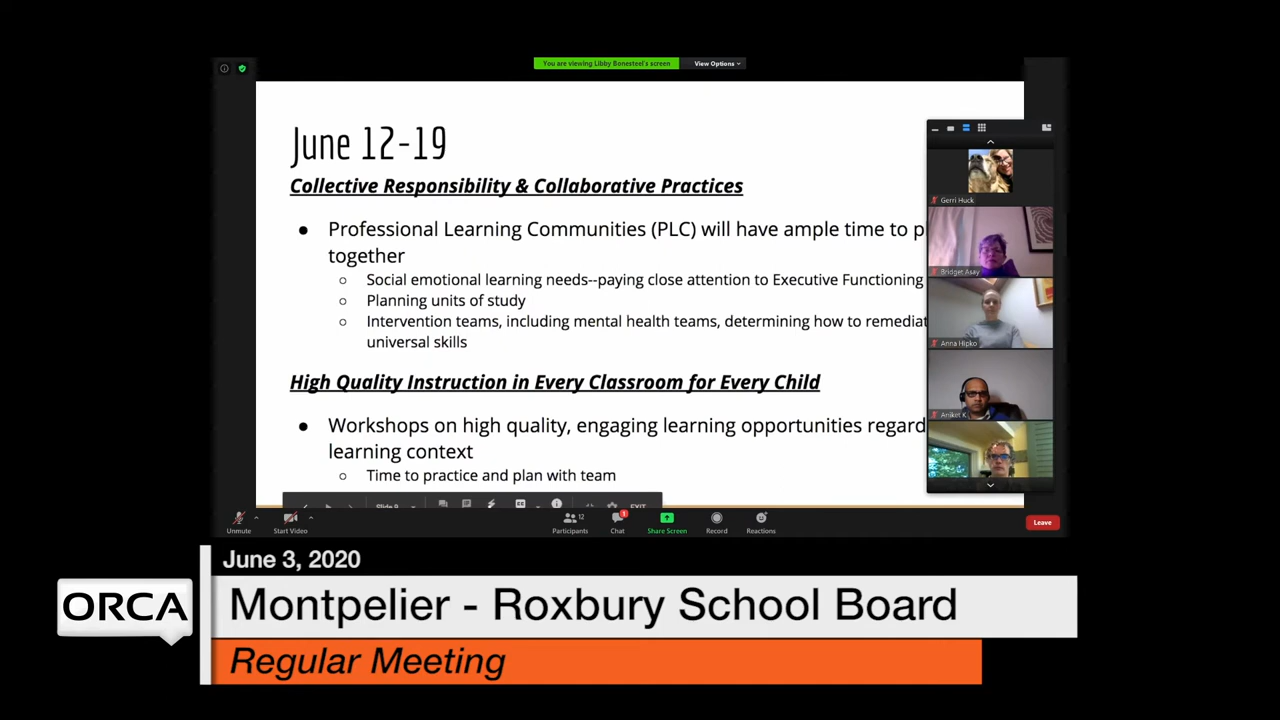 You are viewing Libby Bonesteel's screen
View Options
June 12-19
Collective Responsibility & Collaborative Practices
Professional Learning Communities (PLC) will have ample time to
together
Social emotional learning needs--paying close attention to Executive Functioning
Planning units of study
Intervention teams, including mental health teams, determining how to
universal skills
High Quality Instruction in Every Classroom for Every Child
Workshops on high quality, engaging learning opportunities
learning context
Time to practice and plan with team
Gerri Huck
Bridget Asay
Anna Hipko
Aniket K
EXIT
Unmute
Start Video
12
Participants
1
Chat
Share Screen
Record
Reactions
Leave
June 3, 2020
ORCA
Montpelier - Roxbury School Board
Regular Meeting